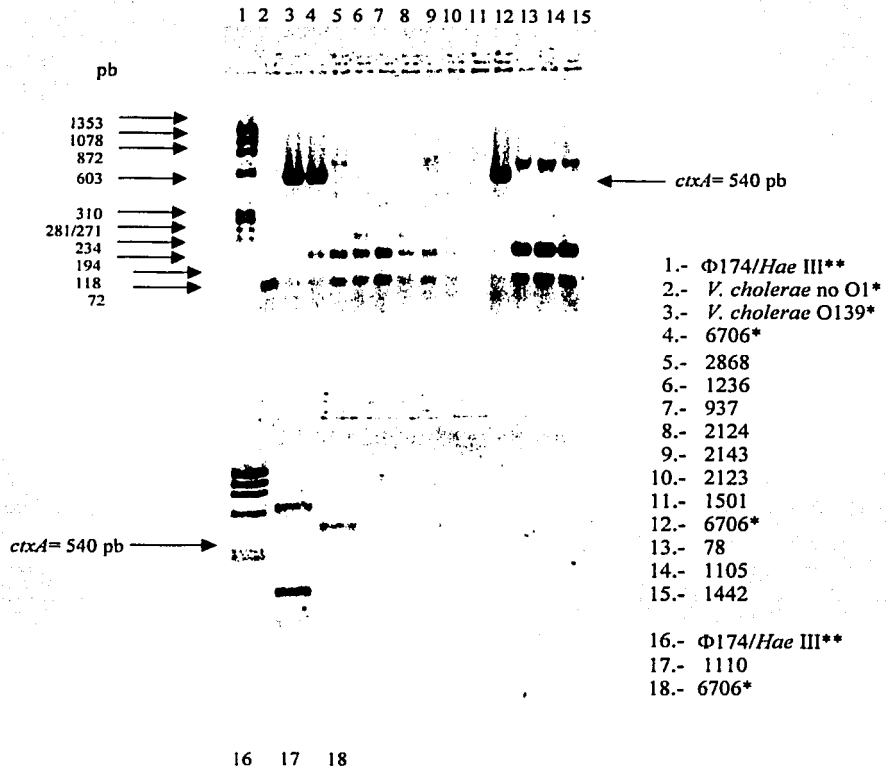 1 2 3 4 5 6 7 8 9 10 11 12 13 14 15
pb
1353
1078
872
603
310
281/271
234
194
118
72
ctxA= 540 pb
1.- Φ174/Hae III**
2.- V. cholerae no O1*
3.- V. cholerae O139*
4.- 6706*
5.- 2868
6.- 1236
7.- 937
8.- 2124
9.- 2143
10.- 2123
11.- 1501
12.- 6706*
13.- 78
14.- 1105
15.- 1442
ctxA= 540 pb
16.- Φ174/Hae III**
17.- 1110
18.- 6706*
16 17 18